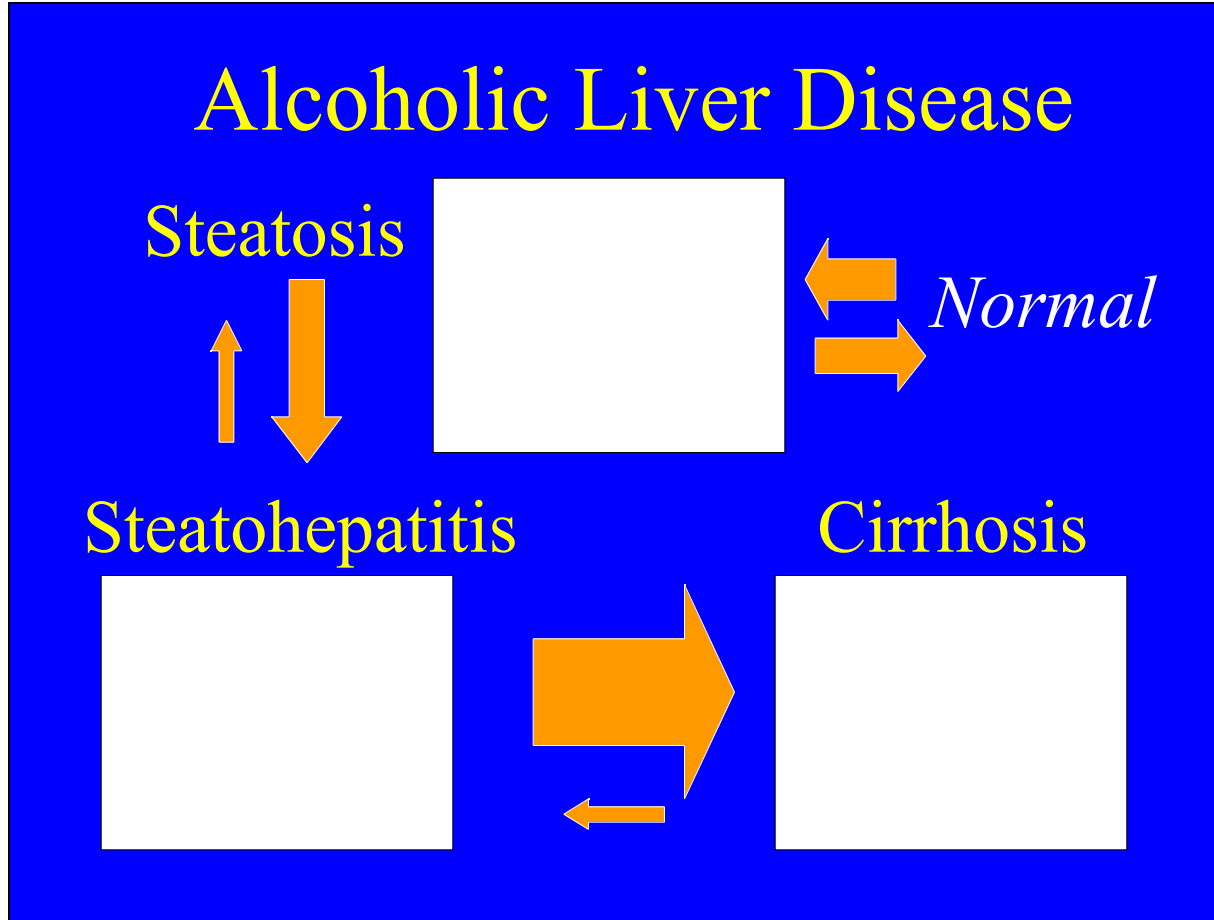 Alcoholic Liver Disease
Steatosis
Normal
Steatohepatitis
Cirrhosis